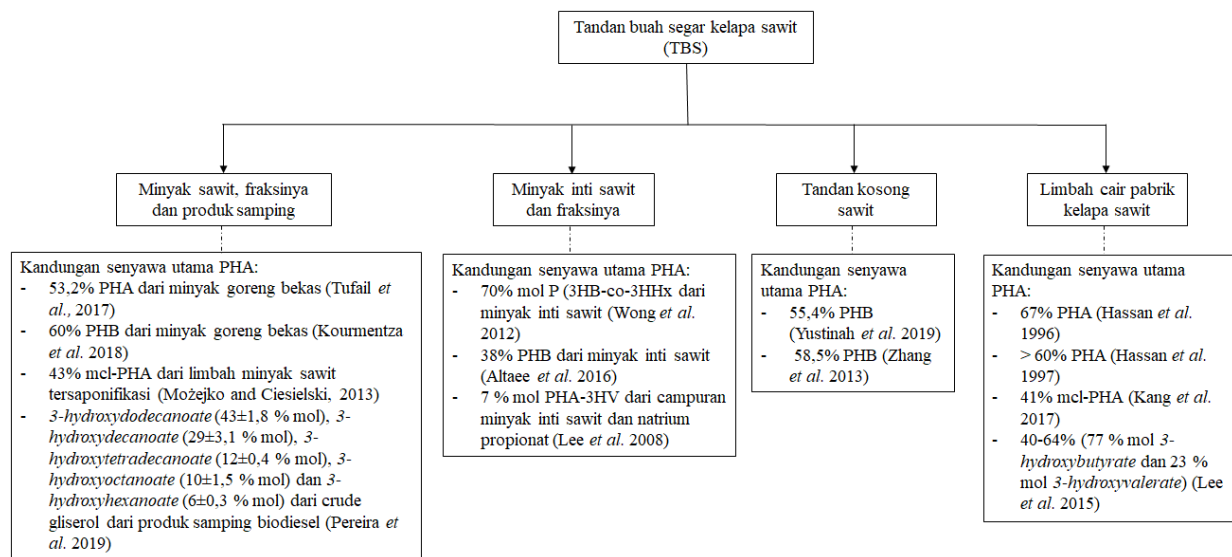 Tandan buah segar kelapa sawit
(TBS)
Minyak sawit, fraksinya
dan produk samping
Minyak inti sawit
dan fraksinya
Tandan kosong
sawit
Limbah cair pabrik
kelapa sawit
Kandungan senyawa utama PHA:
- 53,2% PHA dari minyak goreng bekas (Tufail et
al., 2017)
- 60% PHB dari minyak goreng bekas (Kourmentza
et al. 2018)
- 43% mcl-PHA dari limbah minyak sawit
tersaponifikasi (Możejko and Ciesielski, 2013)
- 3-hydroxydodecanoate (43±1,8 % mol), 3-
hydroxydecanoate (29±3,1 % mol), 3-
hydroxytetradecanoate (12±0,4 % mol), 3-
hydroxyoctanoate (10±1,5 % mol) dan 3-
hydroxyhexanoate (6±0,3 % mol) dari crude
gliserol dari produk samping biodiesel (Pereira et
al. 2019)
Kandungan senyawa utama PHA:
- 70% mol P (3HB-co-3HHx dari
minyak inti sawit (Wong et al.
2012)
- 38% PHB dari minyak inti sawit
(Altaee et al. 2016)
- 7 % mol PHA-3HV dari campuran
minyak inti sawit dan natrium
propionat (Lee et al. 2008)
Kandungan senyawa
utama PHA:
- 55,4% PHB
(Yustinah et al. 2019)
- 58,5% PHB (Zhang
et al. 2013)
Kandungan senyawa utama
PHA:
- 67% PHA (Hassan et al.
1996)
- > 60% PHA (Hassan et al.
1997)
- 41% mcl-PHA (Kang et al.
2017)
- 40-64% (77 % mol 3-
hydroxybutyrate dan 23 %
mol 3-hydroxyvalerate) (Lee
et al. 2015)